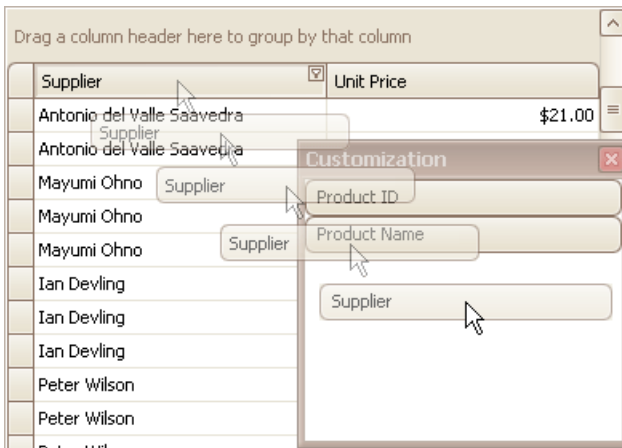 Drag a column header here to group by that column
Supplier Unit Price
Antonio del Valle Saavedra $21.00
Supplier
Antonio del Valle Saavedra
Customization
Mayumi Ohno
Supplier
Product ID
Mayumi Ohno
Product Name
Mayumi Ohno
Supplier
Ian Devling
Supplier
Ian Devling
Ian Devling
Peter Wilson
Peter Wilson